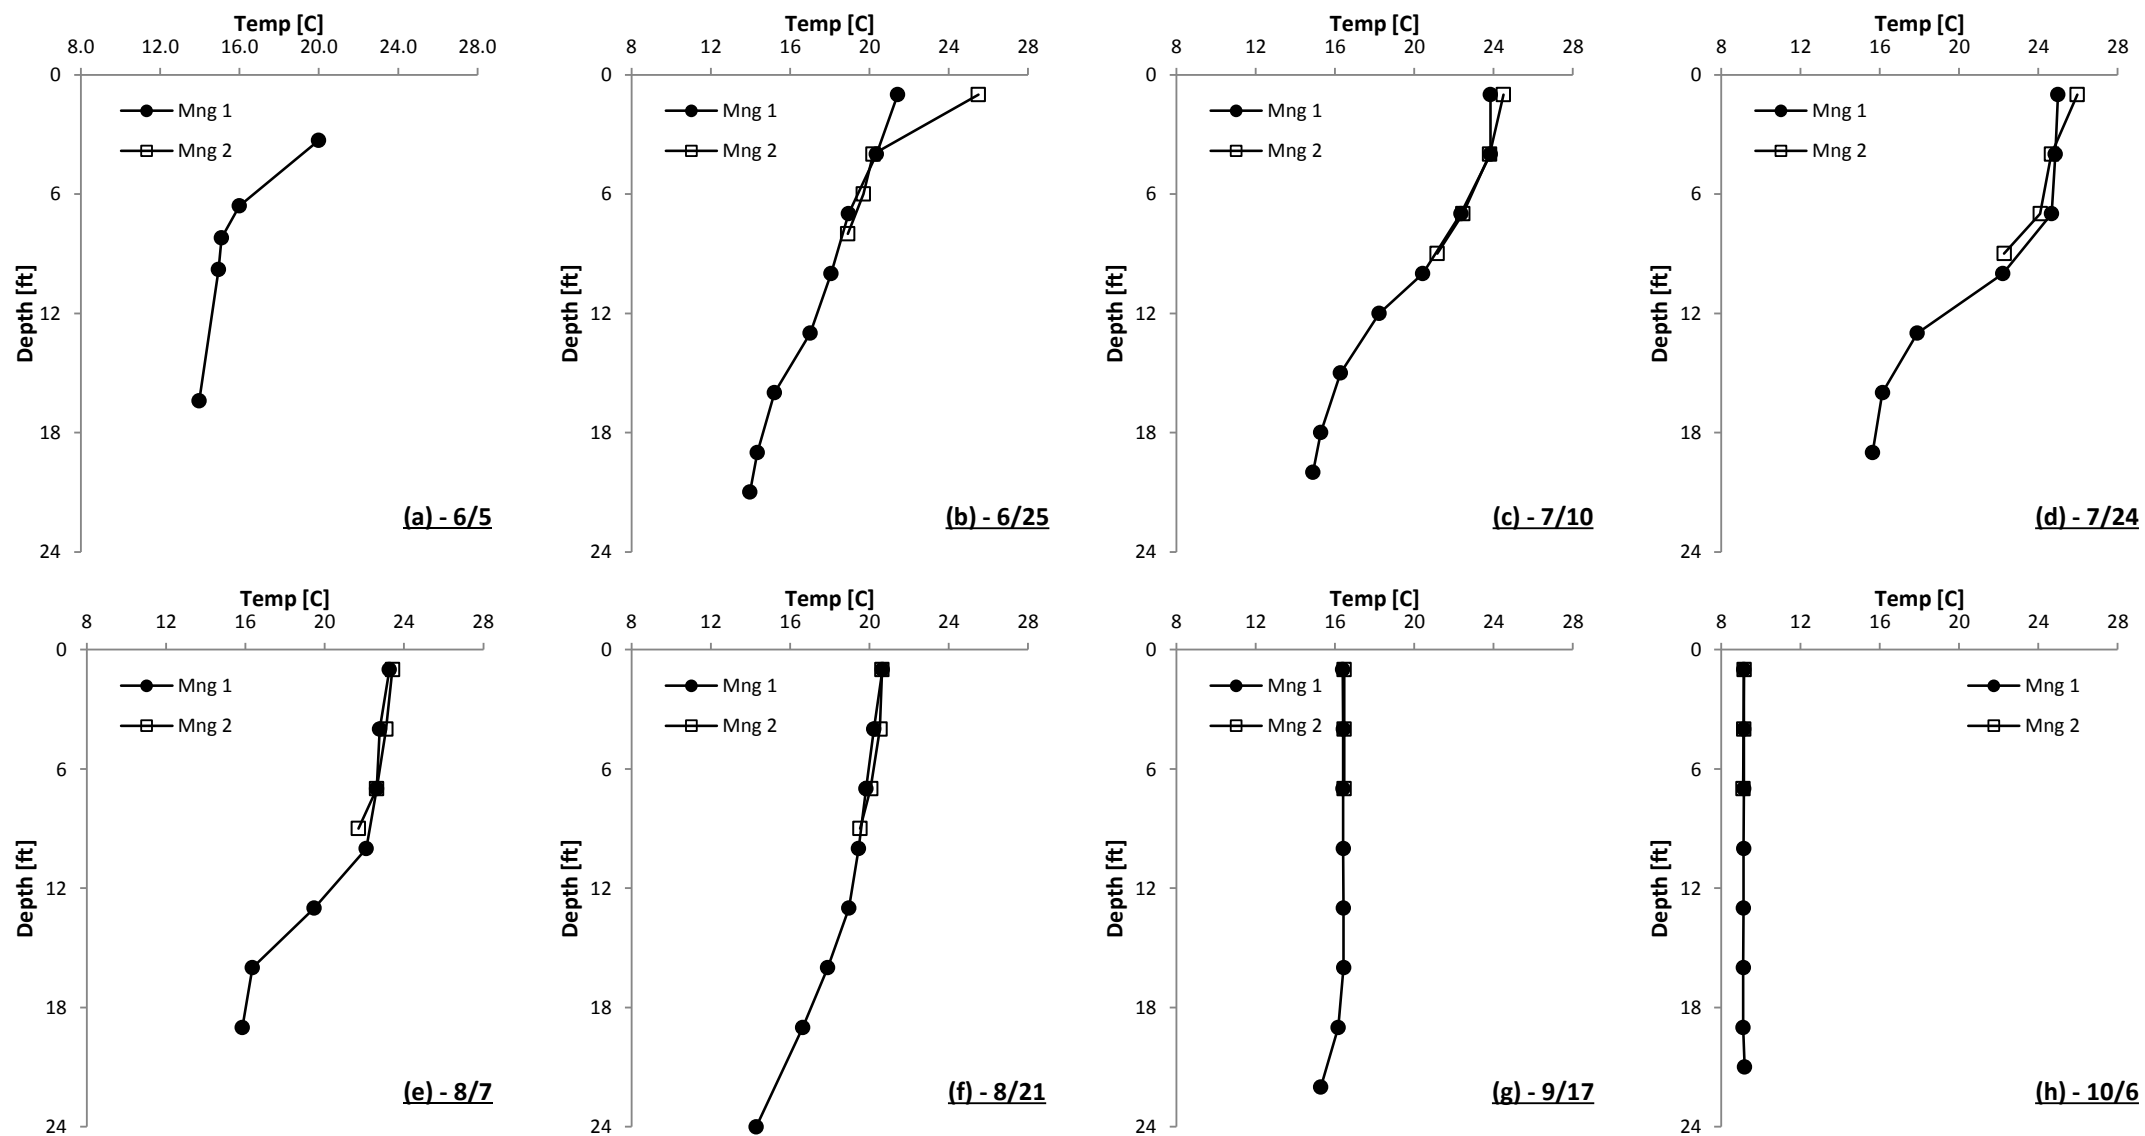 Temp [C]
8.0 12.0 16.0 20.0 24.0 28.0
0
6
12
18
24
Depth [ft]
Mng 1
Mng 2
(a) - 6/5
Temp [C]
8 12 16 20 24 28
0
6
12
18
24
Depth [ft]
Mng 1
Mng 2
(b) - 6/25
Temp [C]
8 12 16 20 24 28
0
6
12
18
24
Depth [ft]
Mng 1
Mng 2
(c) - 7/10
Temp [C]
8 12 16 20 24 28
0
6
12
18
24
Depth [ft]
Mng 1
Mng 2
(d) - 7/24
Temp [C]
8 12 16 20 24 28
0
6
12
18
24
Depth [ft]
Mng 1
Mng 2
(e) - 8/7
Temp [C]
8 12 16 20 24 28
0
6
12
18
24
Depth [ft]
Mng 1
Mng 2
(f) - 8/21
Temp [C]
8 12 16 20 24 28
0
6
12
18
24
Depth [ft]
Mng 1
Mng 2
(g) - 9/17
Temp [C]
8 12 16 20 24 28
0
6
12
18
24
Depth [ft]
Mng 1
Mng 2
(h) - 10/6